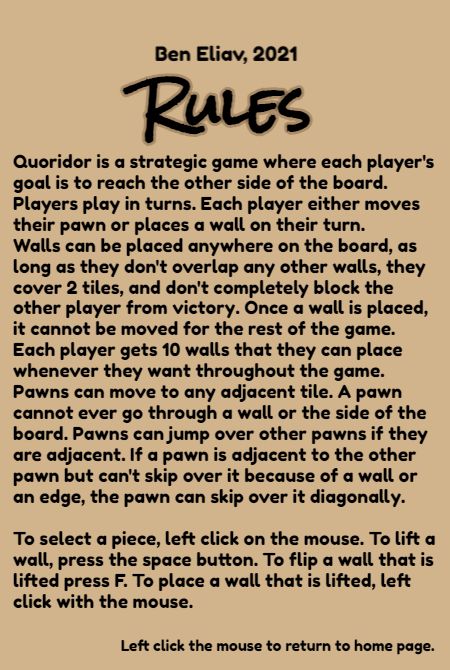 Ben Eliav, 2021
Rules
Quoridor is a strategic game where each player's
goal is to reach the other side of the board.
Players play in turns. Each player either moves
their pawn or places a wall on their turn.
Walls can be placed anywhere on the board, as
long as they don't overlap any other walls, they
cover 2 tiles, and don't completely block the
other player from victory. Once a wall is placed,
it cannot be moved for the rest of the game.
Each player gets 10 walls that they can place
whenever they want throughout the game.
Pawns can move to any adjacent tile. A pawn
cannot ever go through a wall or the side of the
board. Pawns can jump over other pawns if they
are adjacent. If a pawn is adjacent to the other
pawn but can't skip over it because of a wall or
an edge, the pawn can skip over it diagonally.
To select a piece, left click on the mouse. To lift a
wall, press the space button. To flip a wall that is
lifted press F. To place a wall that is lifted, left
click with the mouse.
Left click the mouse to return to home page.